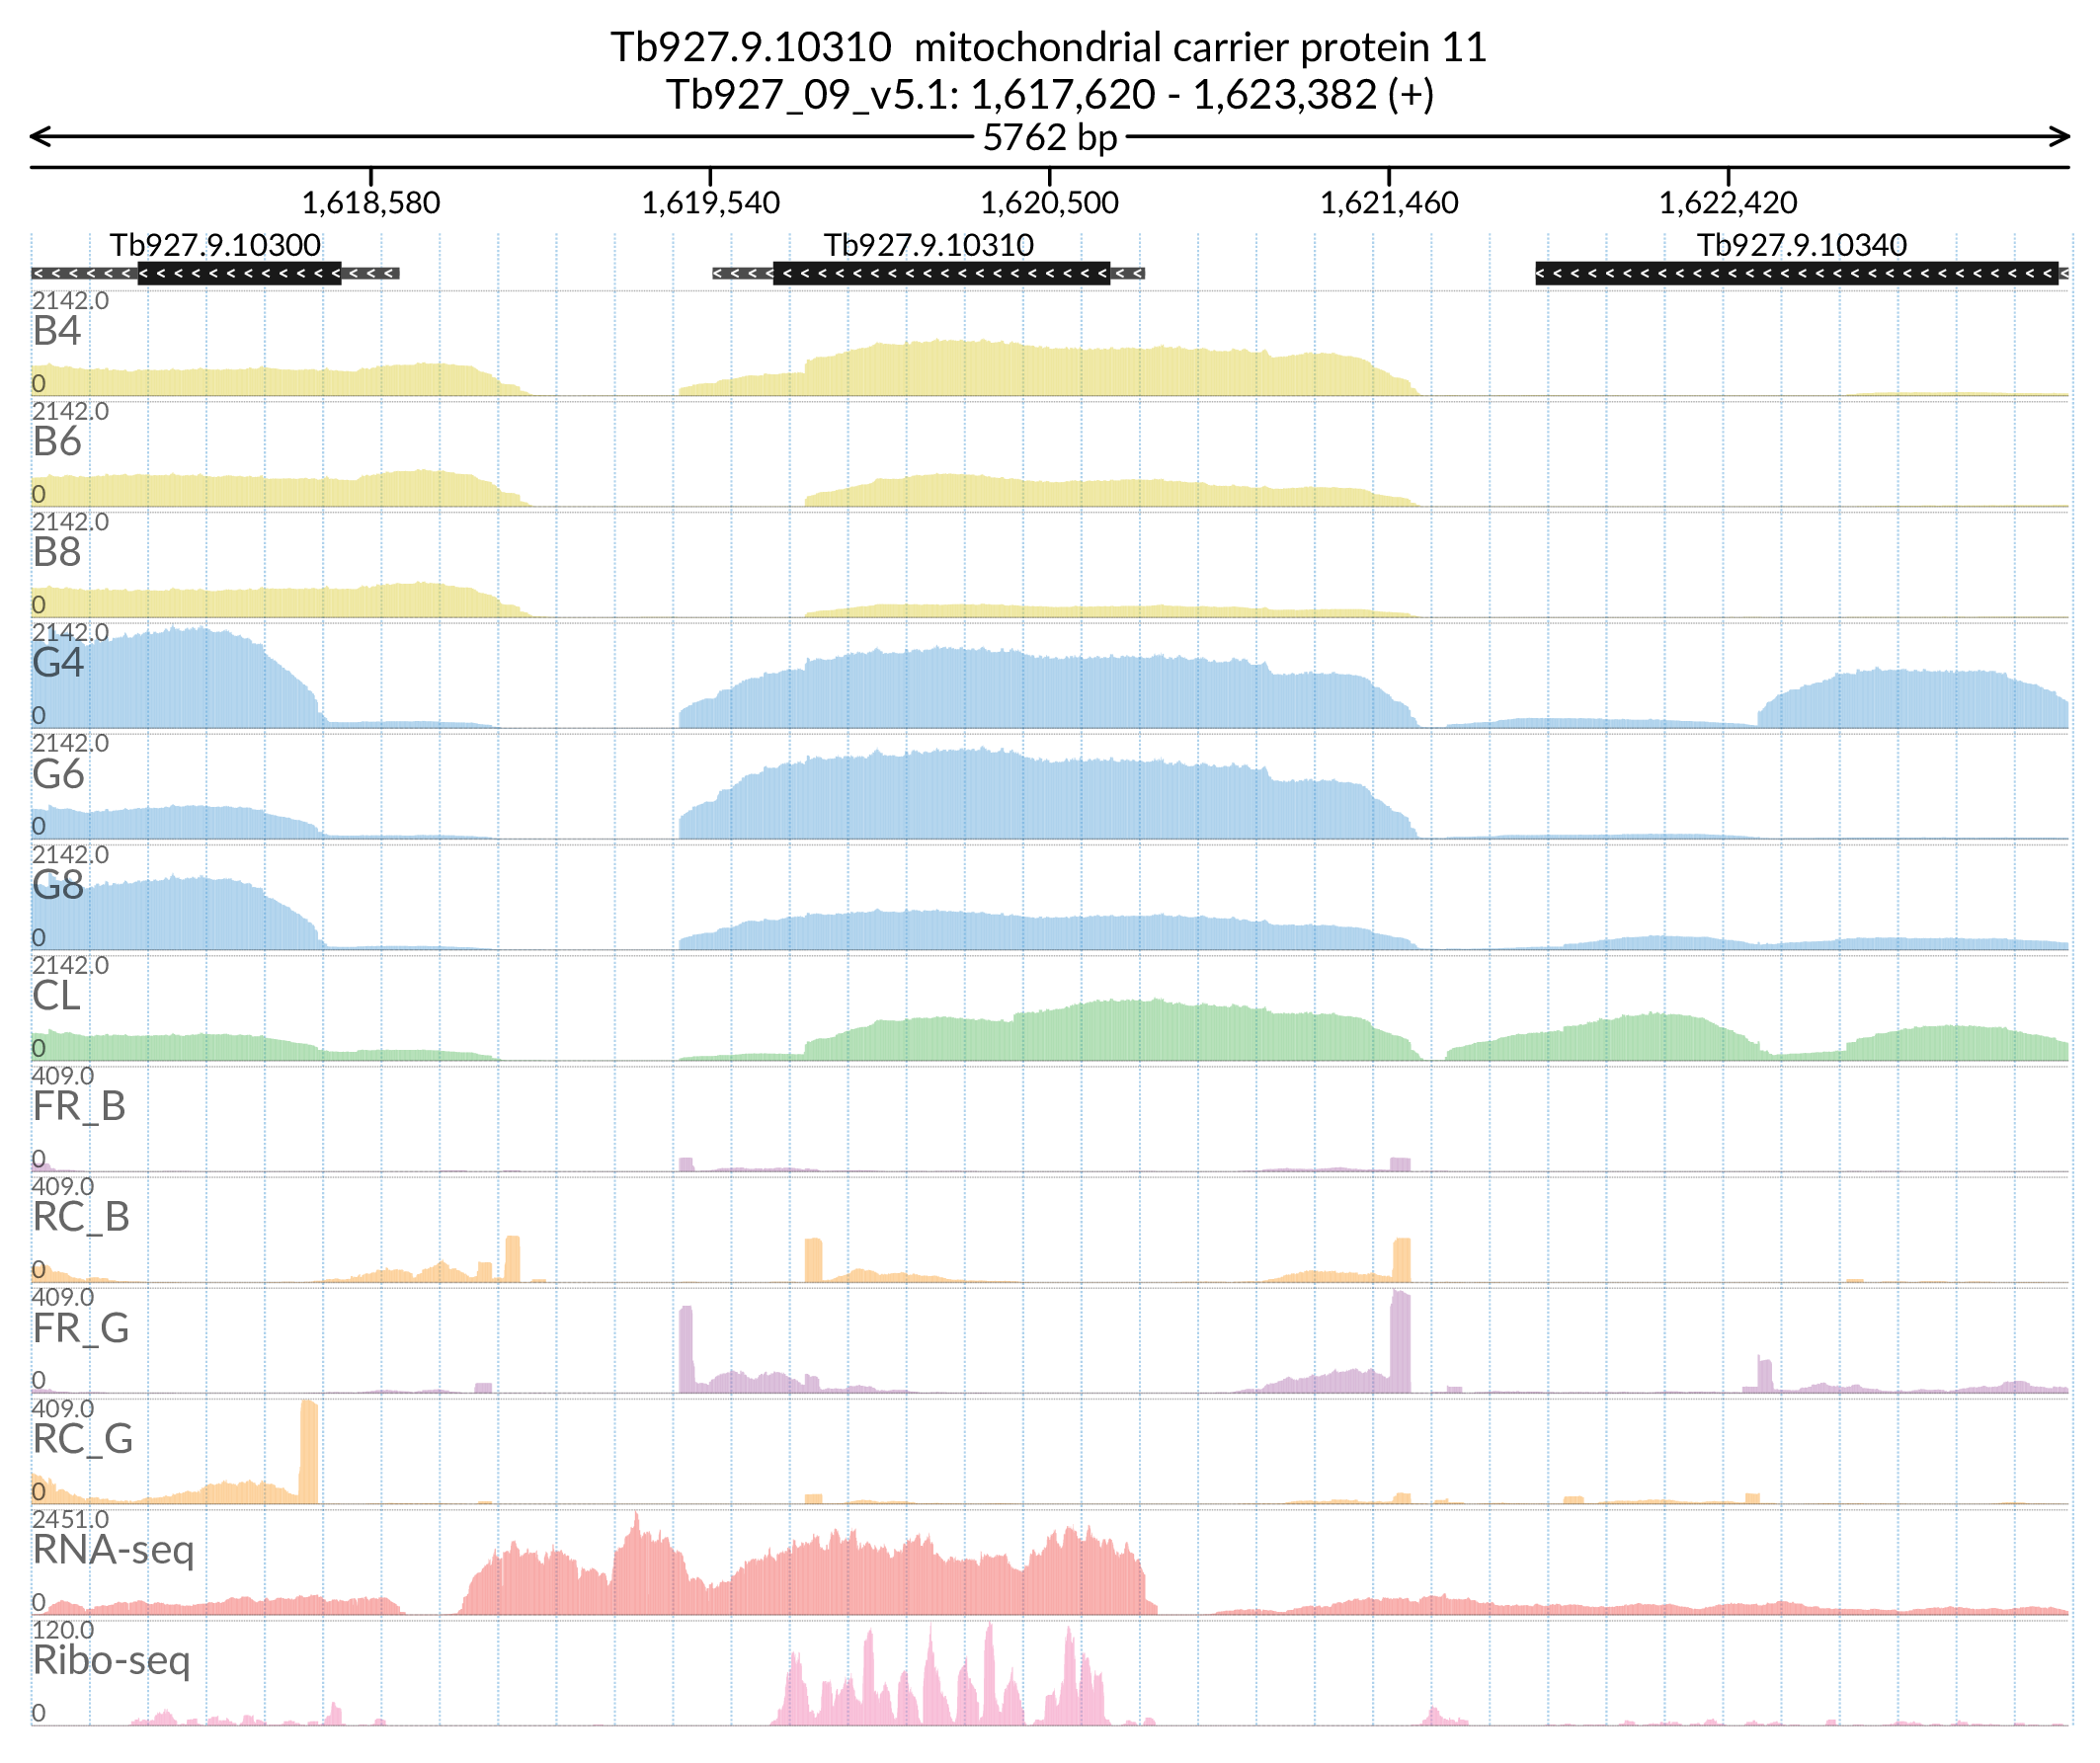 Tb927.9.10310  mitochondrial carrier protein 11
Tb927_09_v5.1: 1,617,620 - 1,623,382 (+)
5762 bp
1,618,580 1,619,540 1,620,500 1,621,460 1,622,420
Tb927.9.10300 Tb927.9.10310 Tb927.9.10340
2142.0
B4
0
2142.0
B6
0
2142.0
B8
0
2142.0
G4
0
2142.0
G6
0
2142.0
G8
0
2142.0
CL
0
409.0
FR_B
0
409.0
RC_B
0
409.0
FR_G
0
409.0
RC_G
0
2451.0
RNA-seq
0
120.0
Ribo-seq
0